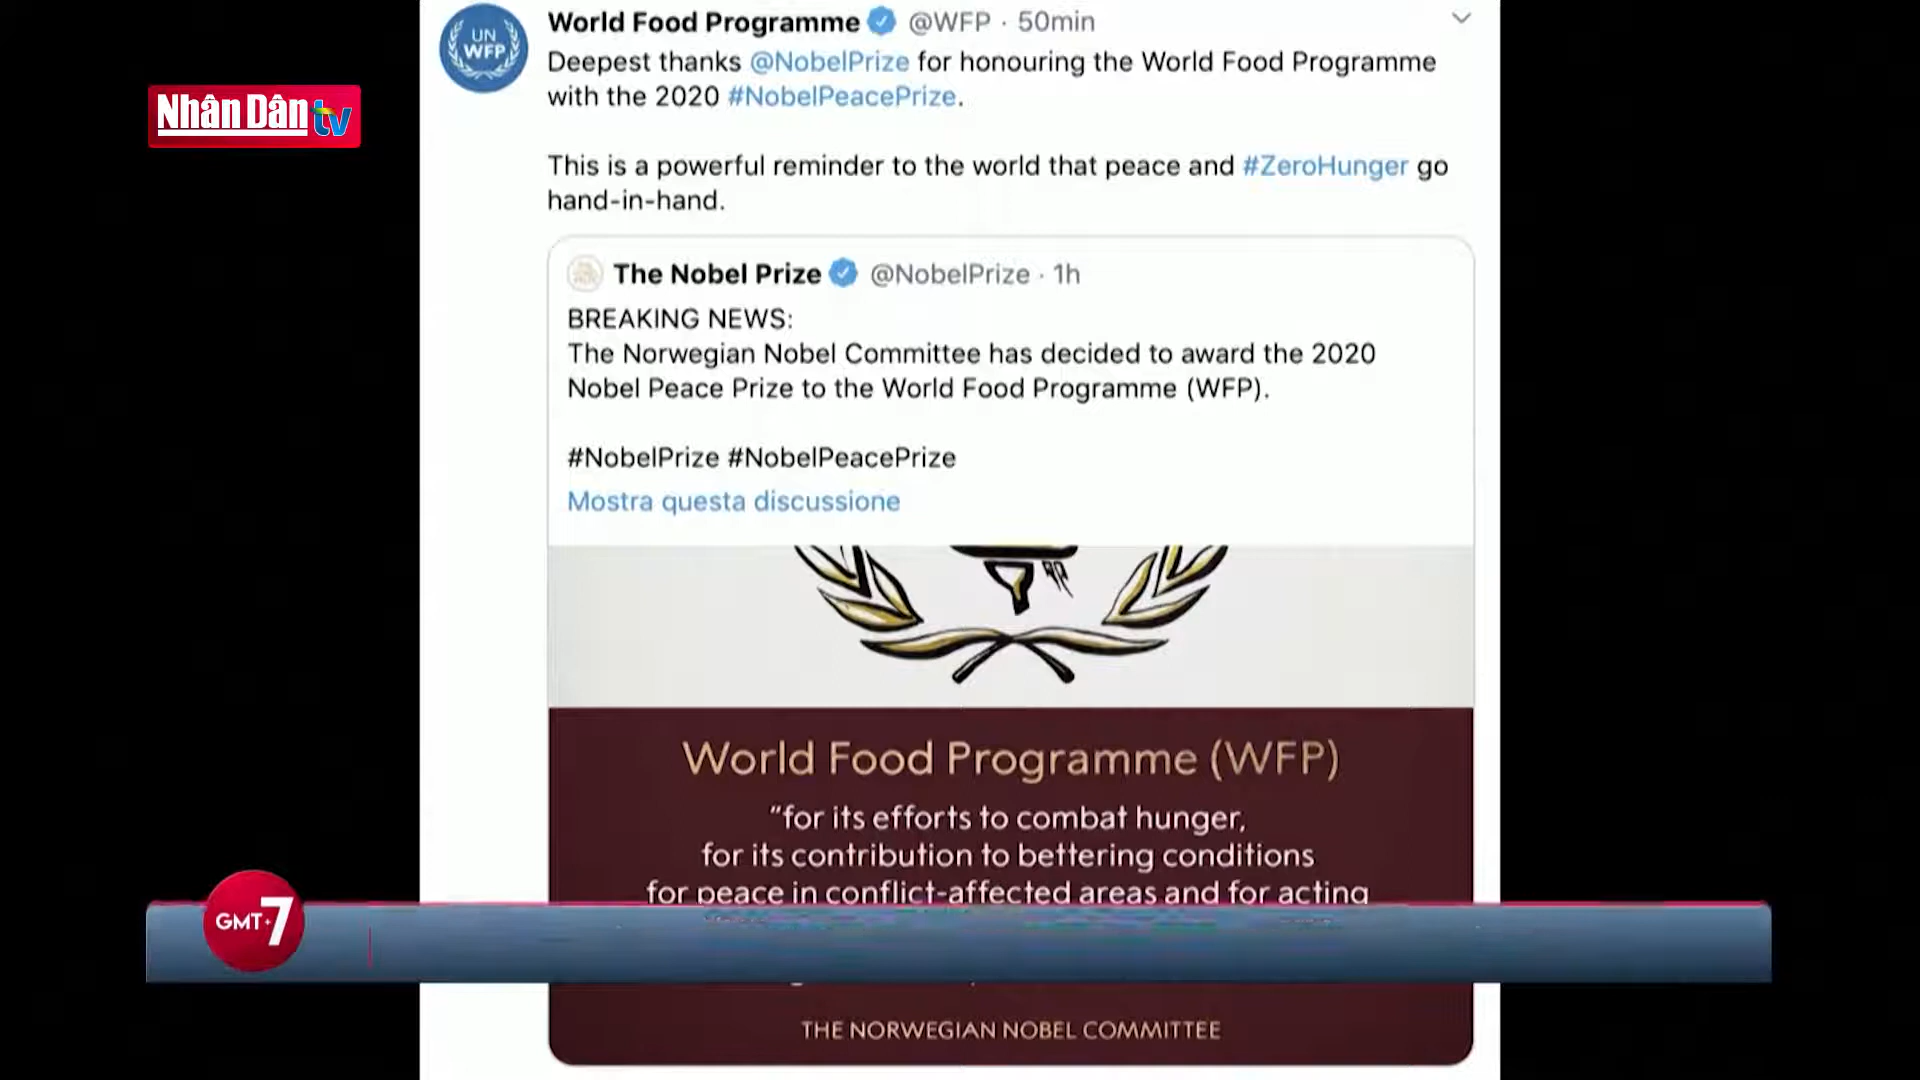 World Food Programme @WFP · 50min
UN
WFP
Deepest thanks @NobelPrize for honouring the World Food Programme
with the 2020 #NobelPeacePrize.
Nhân Dân tv
This is a powerful reminder to the world that peace and #ZeroHunger go
hand-in-hand.
The Nobel Prize @NobelPrize · 1h
BREAKING NEWS:
The Norwegian Nobel Committee has decided to award the 2020
Nobel Peace Prize to the World Food Programme (WFP).
#NobelPrize #NobelPeacePrize
Mostra questa discussione
World Food Programme (WFP)
“for its efforts to combat hunger,
for its contribution to bettering conditions
for peace in conflict-affected areas and for acting
GMT+7
THE NORWEGIAN NOBEL COMMITTEE